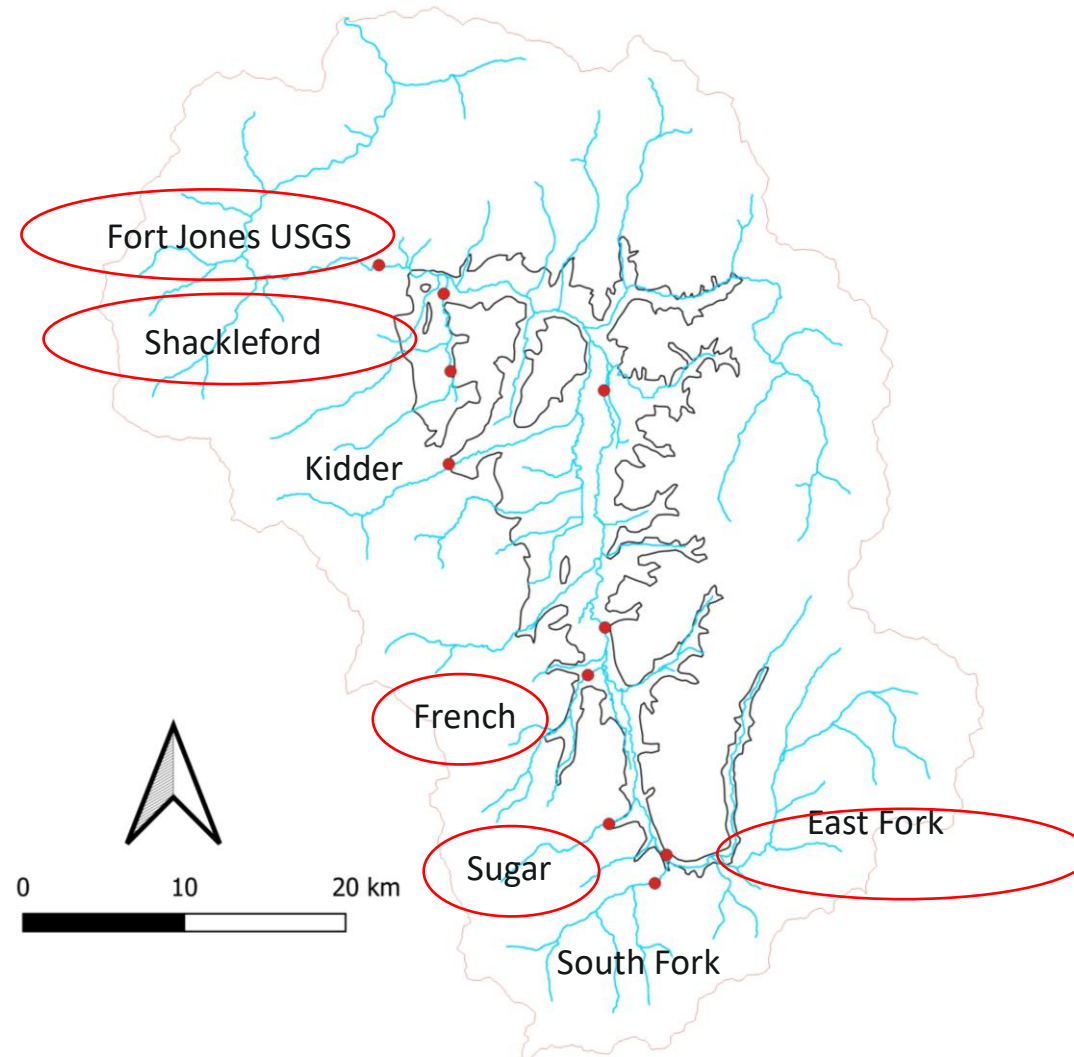 Fort Jones USGS
Shackleford
Kidder
French
East Fork
Sugar
0 10 20 km
South Fork